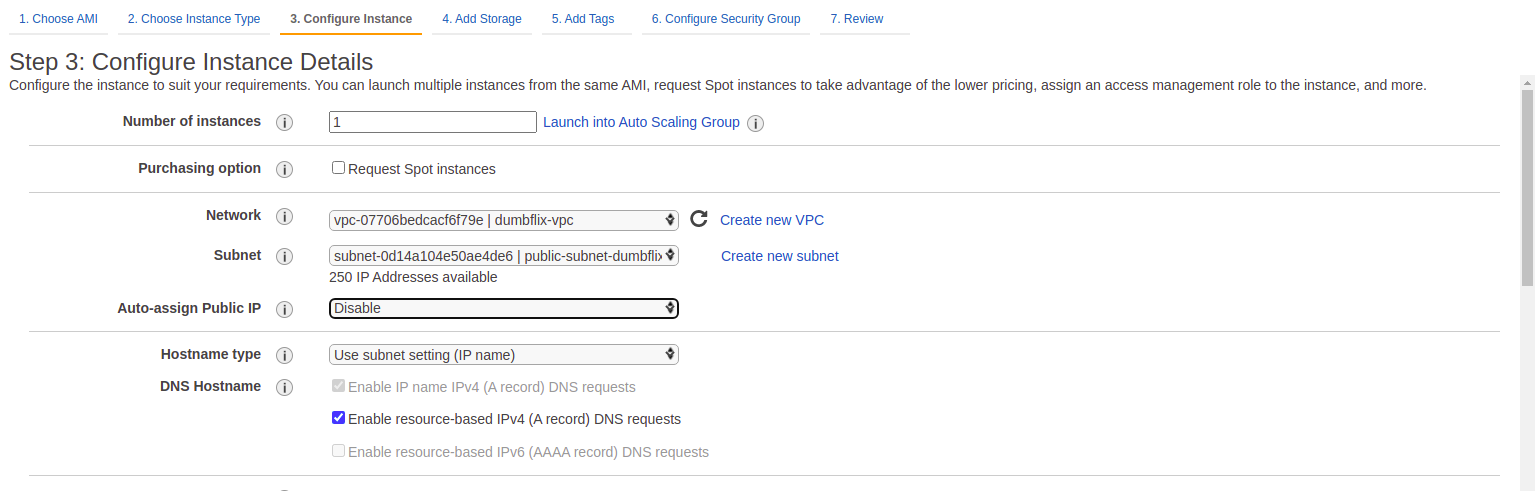 1. Choose AMI 2. Choose Instance Type 3. Configure Instance 4. Add Storage 5. Add Tags 6. Configure Security Group 7. Review
Step 3: Configure Instance Details
Configure the instance to suit your requirements. You can launch multiple instances from the same AMI, request Spot instances to take advantage of the lower pricing, assign an access management role to the instance, and more.
Number of instances 1 Launch into Auto Scaling Group
Purchasing option Request Spot instances
Network vpc-07706bedcacf6f79e | dumbflix-vpc Create new VPC
Subnet subnet-0d14a104e50ae4de6 | public-subnet-dumbflix Create new subnet
250 IP Addresses available
Auto-assign Public IP Disable
Hostname type Use subnet setting (IP name)
DNS Hostname Enable IP name IPv4 (A record) DNS requests
Enable resource-based IPv4 (A record) DNS requests
Enable resource-based IPv6 (AAAA record) DNS requests